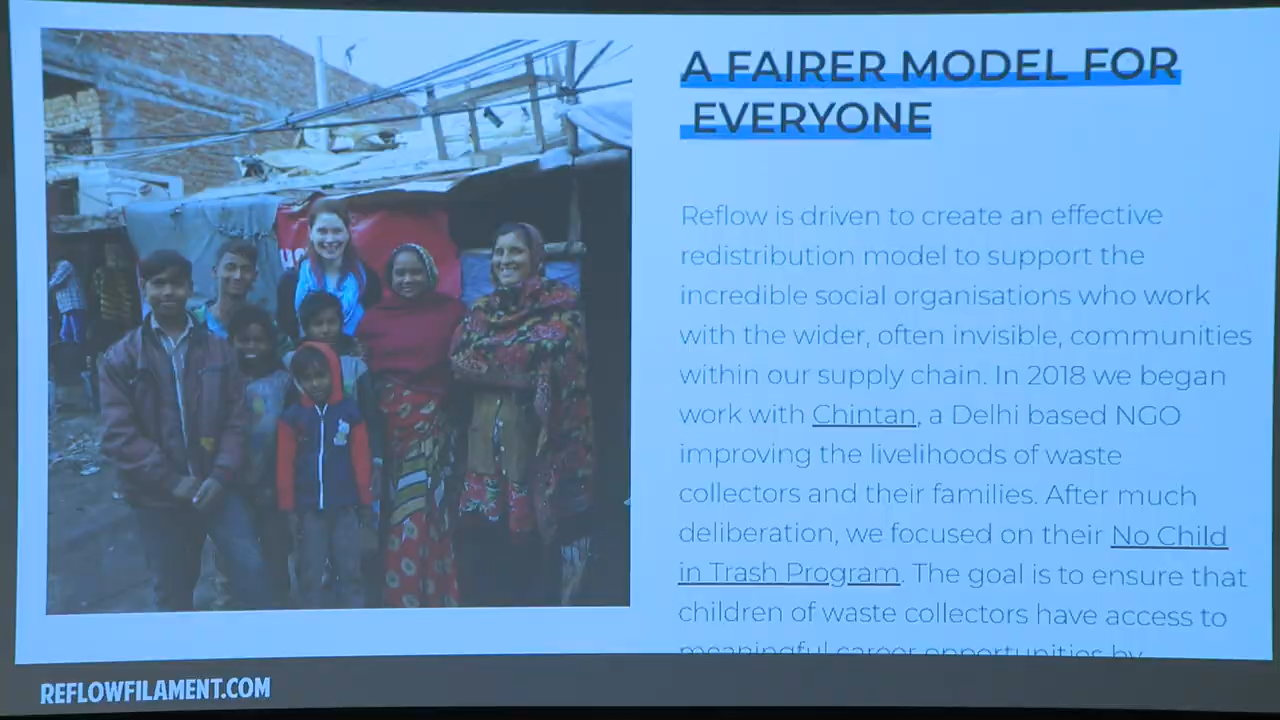 A FAIRER MODEL FOR
EVERYONE
Reflow is driven to create an effective
redistribution model to support the
incredible social organisations who work
with the wider, often invisible, communities
within our supply chain. In 2018 we began
work with Chintan, a Delhi based NGO
improving the livelihoods of waste
collectors and their families. After much
deliberation, we focused on their No Child
in Trash Program. The goal is to ensure that
children of waste collectors have access to
meaningful career opportunities by
REFLOWFILAMENT.COM